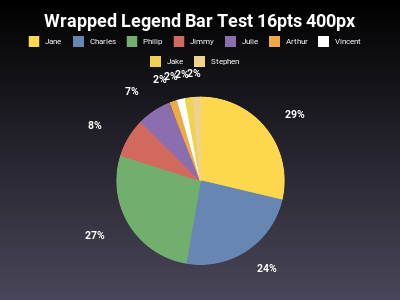 Wrapped Legend Bar Test 16pts 400px
Jane Charles Philip Jimmy Julie Arthur Vincent
Jake Stephen
2% 2% 2% 2%
7%
29%
8%
27%
24%